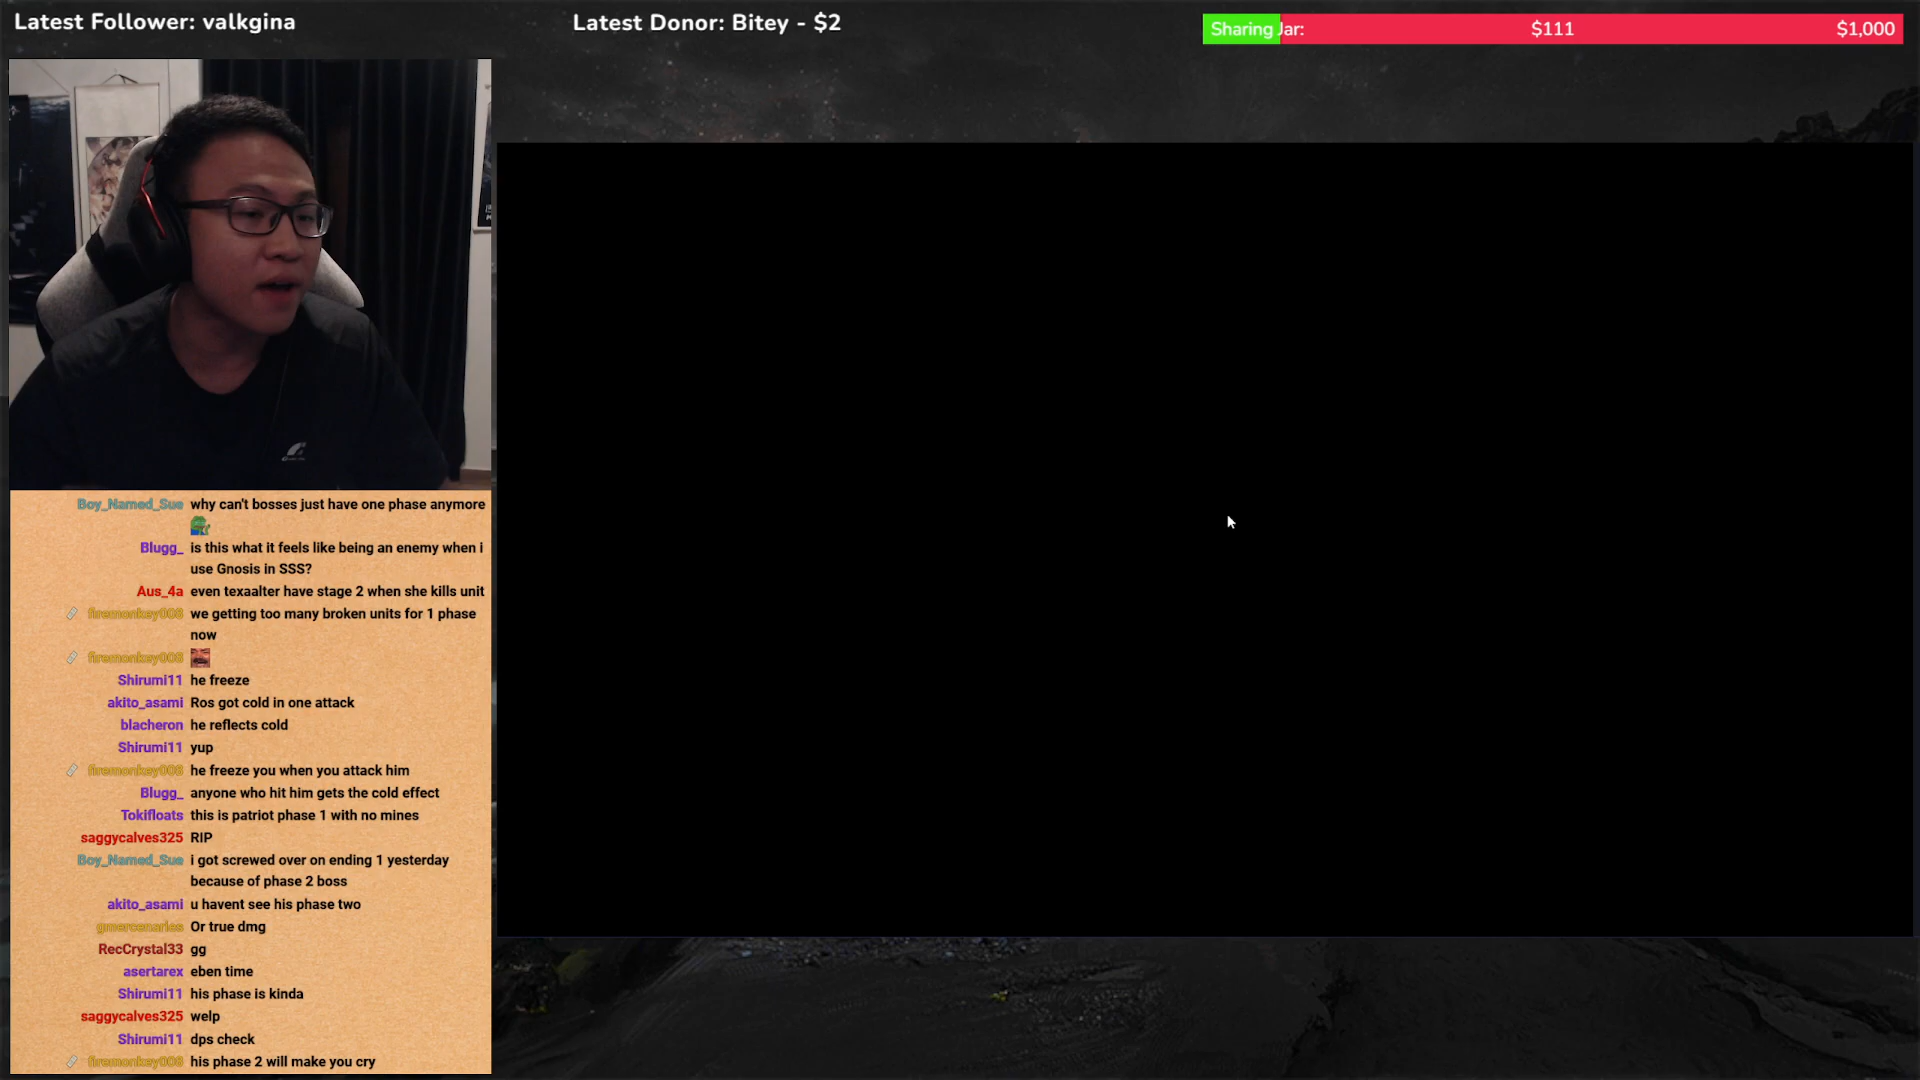 Latest Follower: valkgina
Latest Donor: Bitey - $2
Sharing Jar: $111 $1,000
Boy_Named_Sue why can't bosses just have one phase anymore
Blugg_ is this what it feels like being an enemy when i
use Gnosis in SSS?
Aus_4a even texaalter have stage 2 when she kills unit
firemonkey008 we getting too many broken units for 1 phase
now
firemonkey008
Shirumi11 he freeze
akito_asami Ros got cold in one attack
blacheron he reflects cold
Shirumi11 yup
firemonkey008 he freeze you when you attack him
Blugg_ anyone who hit him gets the cold effect
Tokifloats this is patriot phase 1 with no mines
saggycalves325 RIP
Boy_Named_Sue i got screwed over on ending 1 yesterday
because of phase 2 boss
akito_asami u havent see his phase two
gmercenaries Or true dmg
RecCrystal33 gg
asertarex eben time
Shirumi11 his phase is kinda
saggycalves325 welp
Shirumi11 dps check
firemonkey008 his phase 2 will make you cry